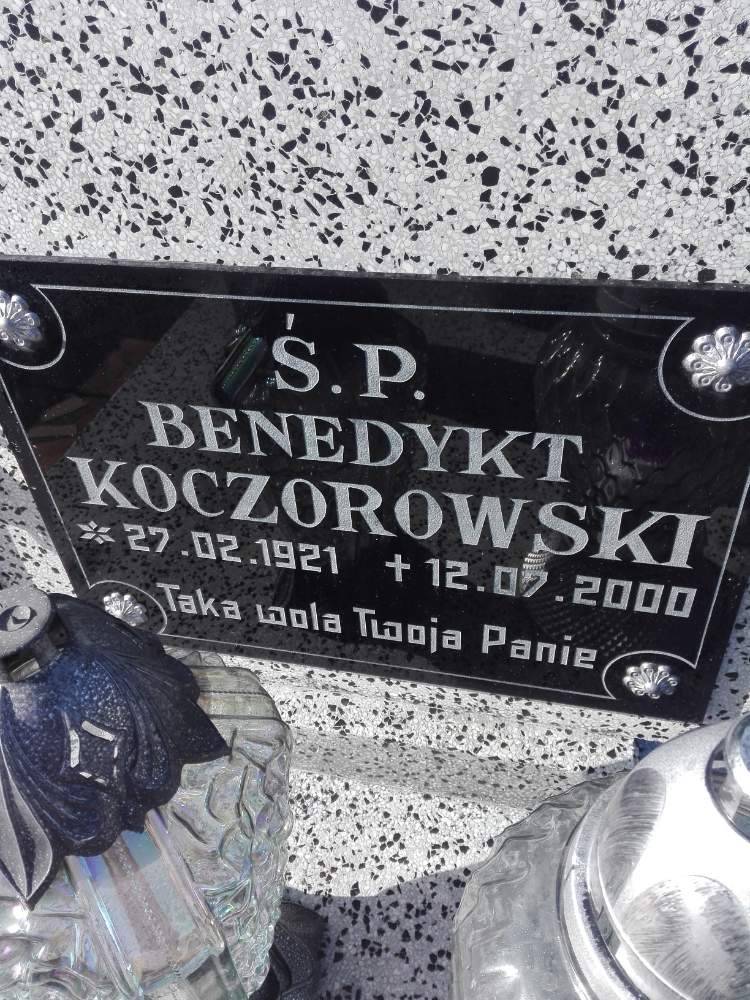 Ś.P.
BENEDYKT
KOCZOROWSKI
* 27.02.1921 + 12.07.2000
Taka wola Twoja Panie